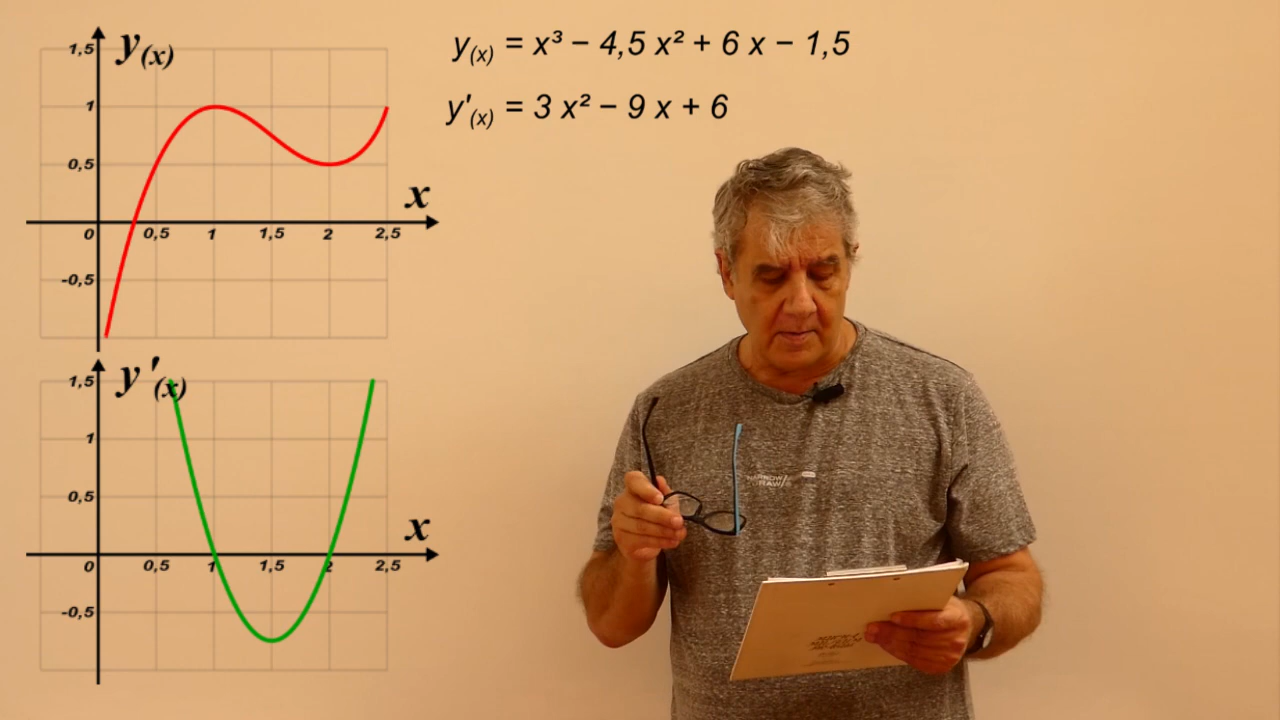 y(x)
1,5
1
0,5
x
0 0,5 1 1,5 2 2,5
-0,5
y'(x)
1,5
1
0,5
x
0 0,5 1 1,5 2 2,5
-0,5
y(x) = x³ − 4,5 x² + 6 x − 1,5
y'(x) = 3 x² − 9 x + 6